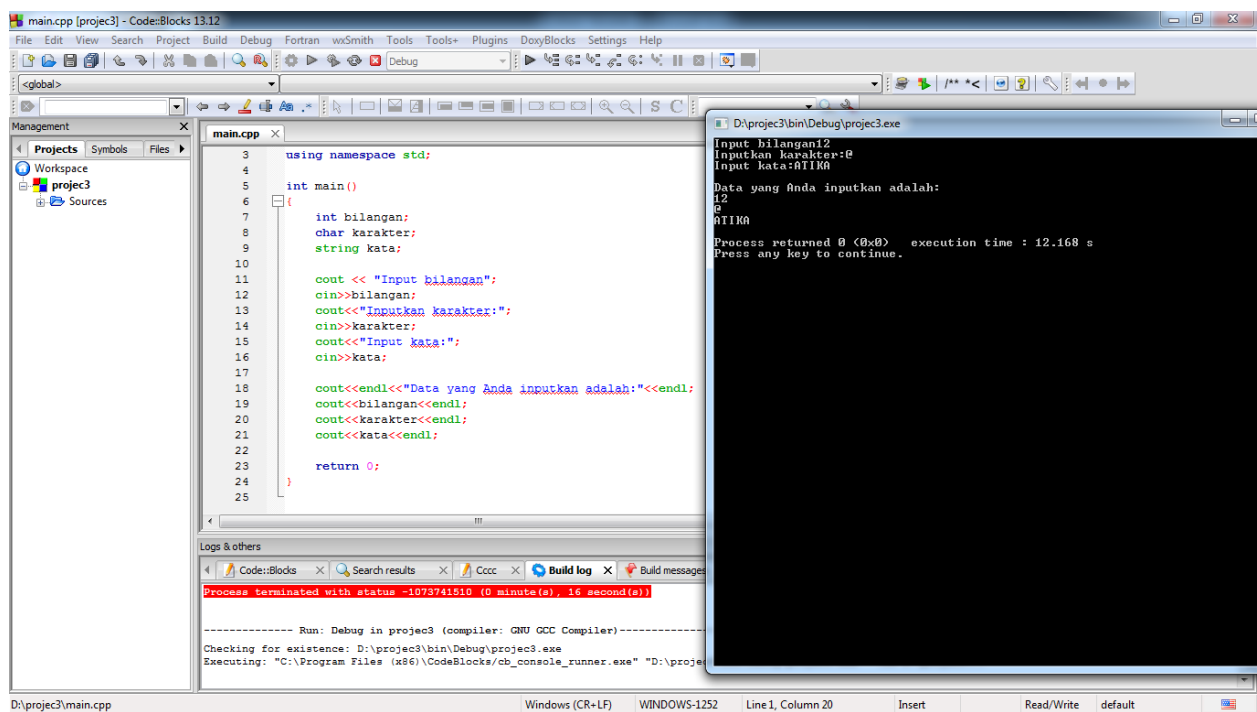 main.cpp [projec3] - Code::Blocks 13.12
File Edit View Search Project Build Debug Fortran wxSmith Tools Tools+ Plugins DoxyBlocks Settings Help
Debug
<global>
/** *<
S C
Management
Projects Symbols Files
Workspace
projec3
Sources
main.cpp
3 using namespace std;
4
5 int main()
6 {
7 int bilangan;
8 char karakter;
9 string kata;
10
11 cout << "Input bilangan";
12 cin>>bilangan;
13 cout<<"Inputkan karakter:";
14 cin>>karakter;
15 cout<<"Input kata:";
16 cin>>kata;
17
18 cout<<endl<<"Data yang Anda inputkan adalah:"<<endl;
19 cout<<bilangan<<endl;
20 cout<<karakter<<endl;
21 cout<<kata<<endl;
22
23 return 0;
24 }
25
D:\projec3\bin\Debug\projec3.exe
Input bilangan12
Inputkan karakter:@
Input kata:ATIKA
Data yang Anda inputkan adalah:
12
@
ATIKA
Process returned 0 (0x0) execution time : 12.168 s
Press any key to continue.
Logs & others
Code::Blocks Search results Cccc Build log Build messages
Process terminated with status -1073741510 (0 minute(s), 16 second(s))
-------------- Run: Debug in projec3 (compiler: GNU GCC Compiler)--------------
Checking for existence: D:\projec3\bin\Debug\projec3.exe
Executing: "C:\Program Files (x86)\CodeBlocks/cb_console_runner.exe" "D:\projec
D:\projec3\main.cpp Windows (CR+LF) WINDOWS-1252 Line 1, Column 20 Insert Read/Write default